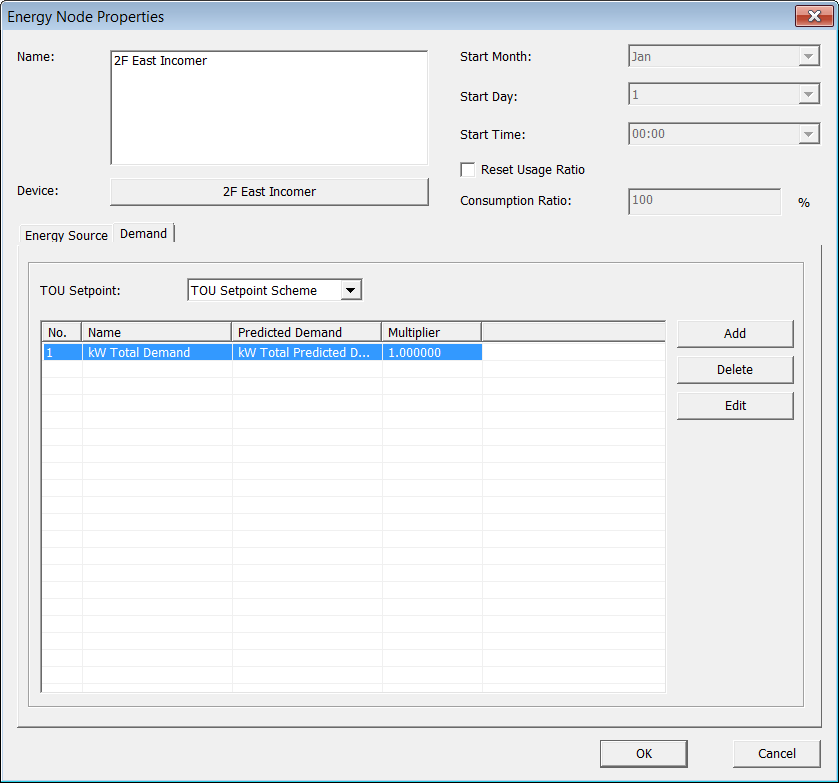 Energy Node Properties
Name:
2F East Incomer
Device:
2F East Incomer
Start Month:
Jan
Start Day:
1
Start Time:
00:00
Reset Usage Ratio
Consumption Ratio:
100
%
Energy Source
Demand
TOU Setpoint:
TOU Setpoint Scheme
No. Name Predicted Demand Multiplier
1 kW Total Demand kW Total Predicted D... 1.000000
Add
Delete
Edit
OK
Cancel